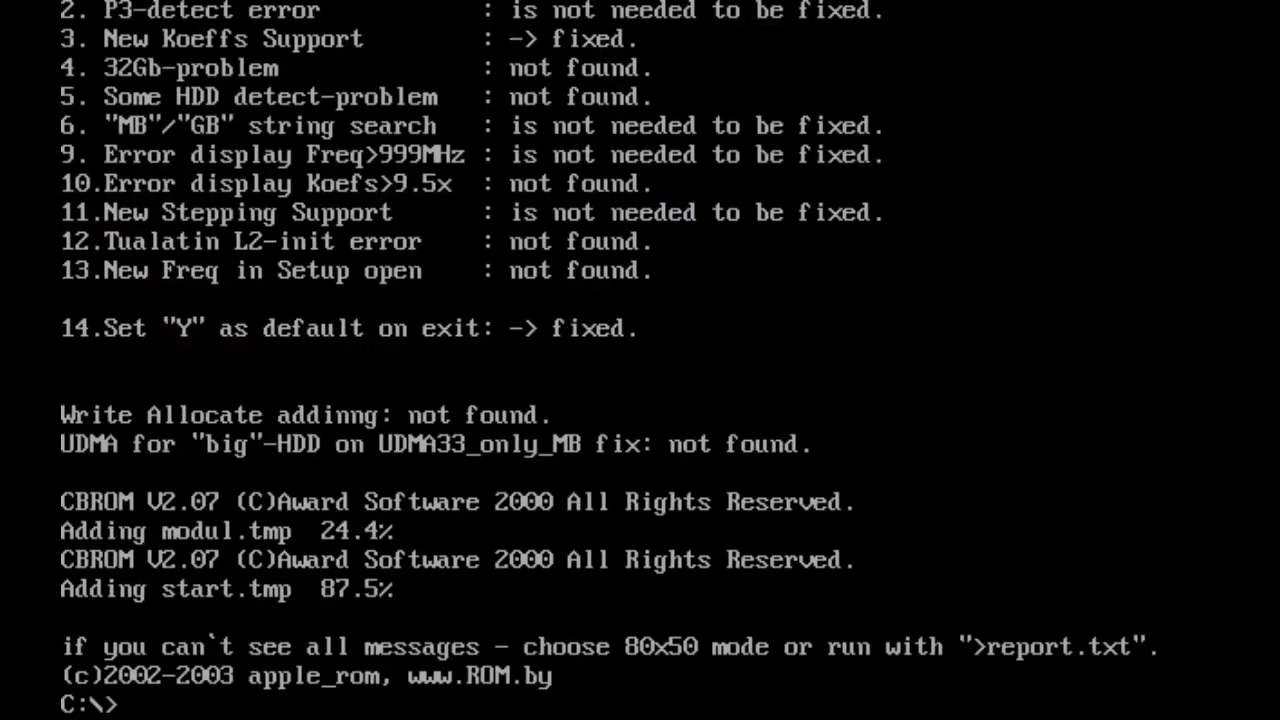 2. P3-detect error : is not needed to be fixed.
3. New Koeffs Support : -> fixed.
4. 32Gb-problem : not found.
5. Some HDD detect-problem : not found.
6. "MB"/"GB" string search : is not needed to be fixed.
9. Error display Freq>999MHz : is not needed to be fixed.
10.Error display Koefs>9.5x : not found.
11.New Stepping Support : is not needed to be fixed.
12.Tualatin L2-init error : not found.
13.New Freq in Setup open : not found.
14.Set "Y" as default on exit: -> fixed.
Write Allocate addinng: not found.
UDMA for "big"-HDD on UDMA33_only_MB fix: not found.
CBROM V2.07 (C)Award Software 2000 All Rights Reserved.
Adding modul.tmp 24.4%
CBROM V2.07 (C)Award Software 2000 All Rights Reserved.
Adding start.tmp 87.5%
if you can`t see all messages - choose 80x50 mode or run with ">report.txt".
(c)2002-2003 apple_rom, www.ROM.by
C:\>